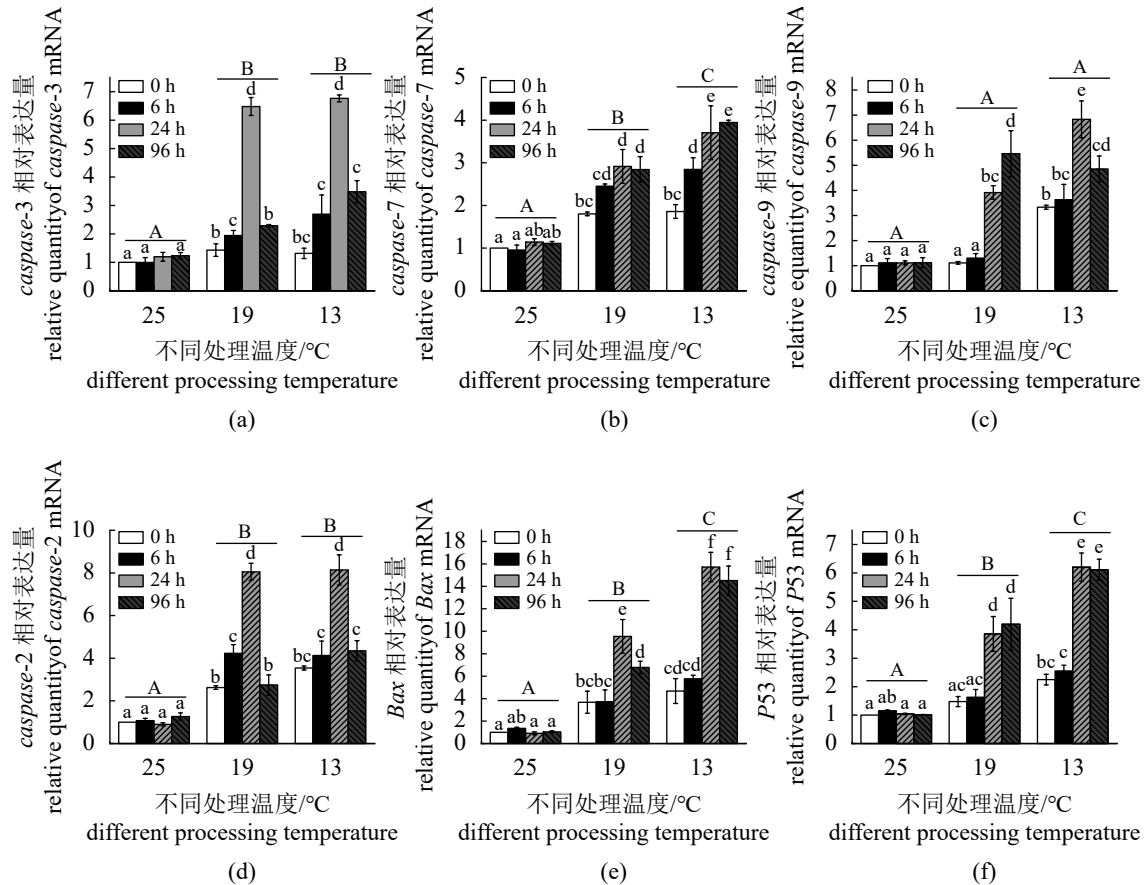 caspase-3 相对表达量
relative quantityof caspase-3 mRNA
7
6
5
4
3
2
1
0
0 h
6 h
24 h
96 h
A
a a a a
B
b c d b
B
bc c d c
25 19 13
不同处理温度/℃
different processing temperature
(a)
caspase-7 相对表达量
relative quantityof caspase-7 mRNA
5
4
3
2
1
0
0 h
6 h
24 h
96 h
A
a a ab ab
B
b cd d d
C
b d e e
25 19 13
不同处理温度/℃
different processing temperature
(b)
caspase-9 相对表达量
relative equantity of caspase-9 mRNA
8
7
6
5
4
3
2
1
0
0 h
6 h
24 h
96 h
A
a a a a
A
a a bc d
A
b bc e cd
25 19 13
不同处理温度/℃
different processing temperature
(c)
caspase-2 相对表达量
relative quantityof caspase-2 mRNA
10
8
6
4
2
0
0 h
6 h
24 h
96 h
A
a a a a
B
b c d b
B
bc c d c
25 19 13
不同处理温度/℃
different processing temperature
(d)
Bax 相对表达量
relative quantityof Bax mRNA
18
16
14
12
10
8
6
4
2
0
0 h
6 h
24 h
96 h
A
a ab a a
B
bcbc e d
C
cd cd f f
25 19 13
不同处理温度/℃
different processing temperature
(e)
P53 相对表达量
relative quantity of P53 mRNA
7
6
5
4
3
2
1
0
0 h
6 h
24 h
96 h
A
a ab a a
B
ac ac d d
C
bc c e e
25 19 13
不同处理温度/℃
different processing temperature
(f)